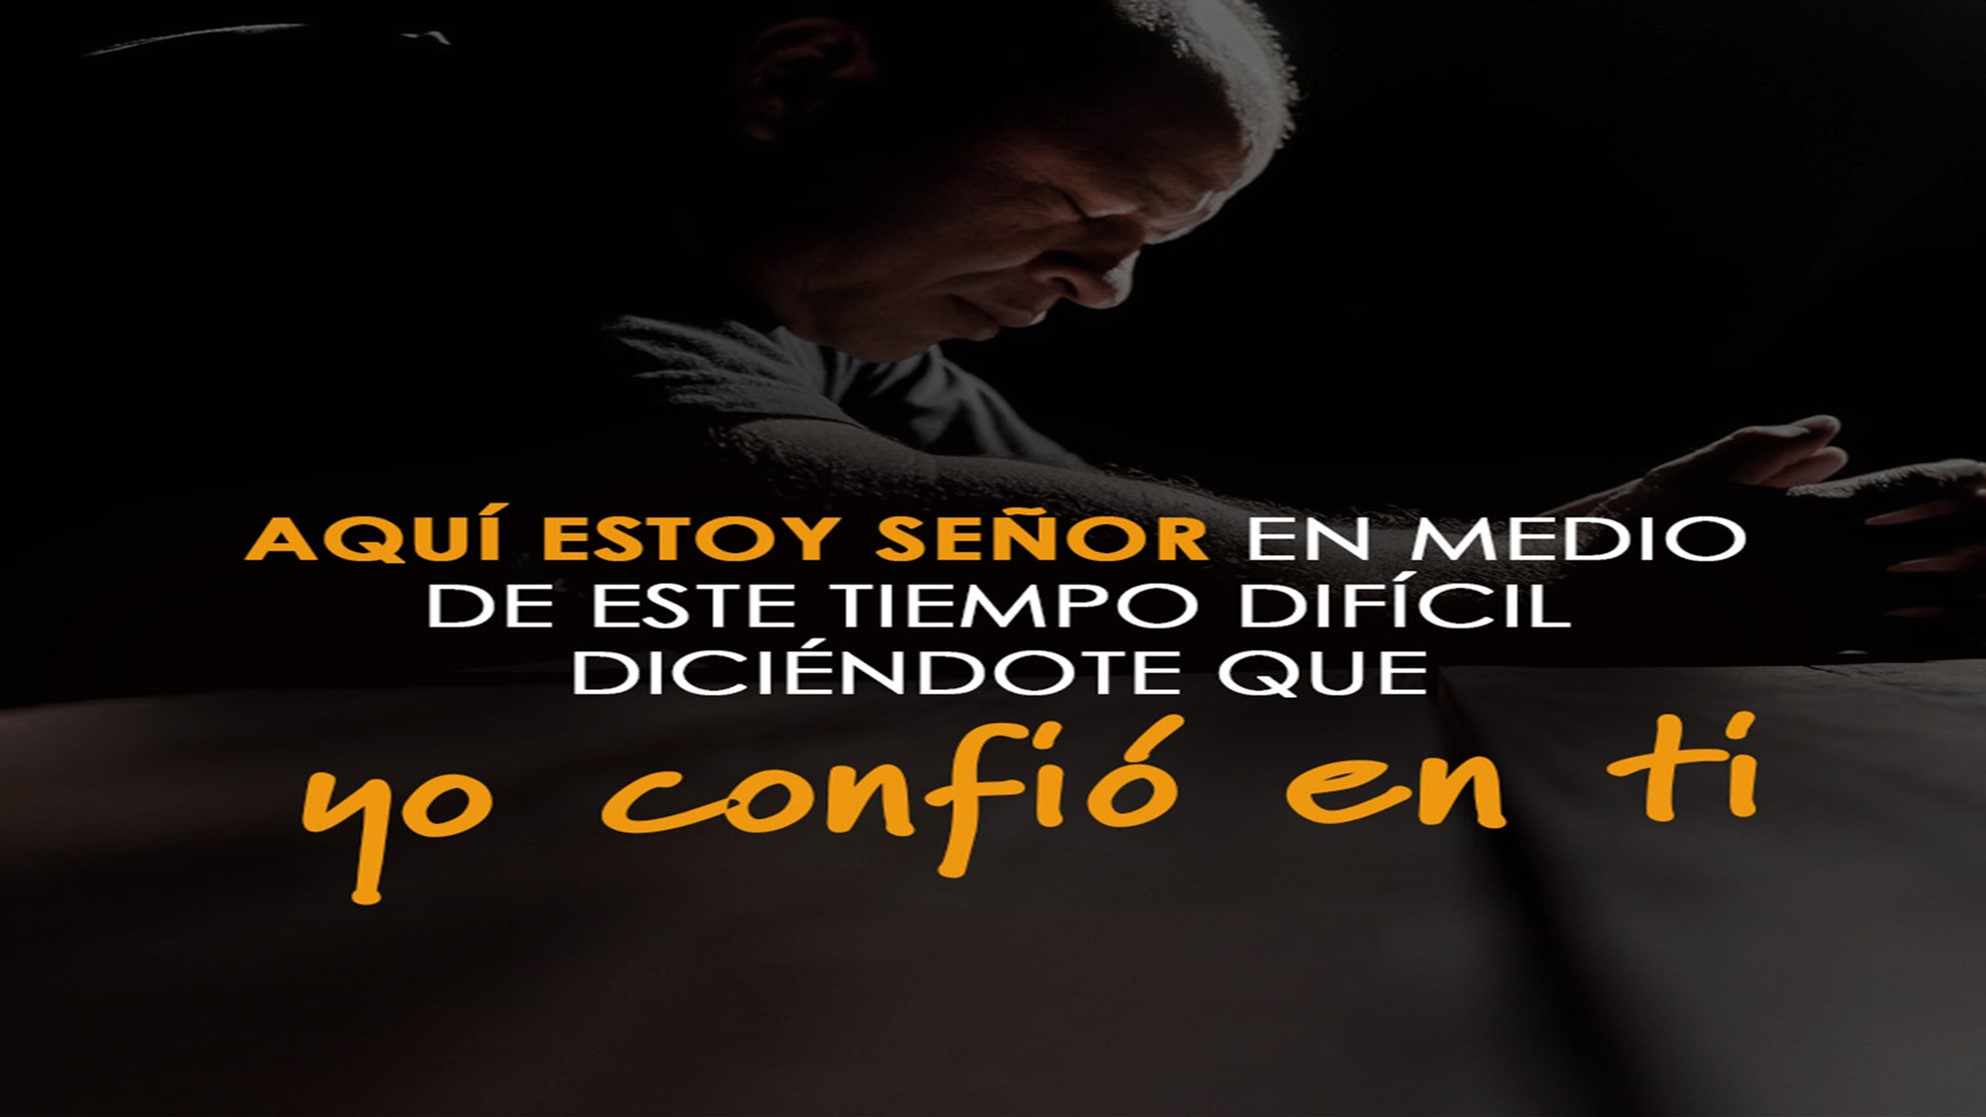 AQUÍ ESTOY SEÑOR EN MEDIO
DE ESTE TIEMPO DIFÍCIL
DICIÉNDOTE QUE
yo confió en ti